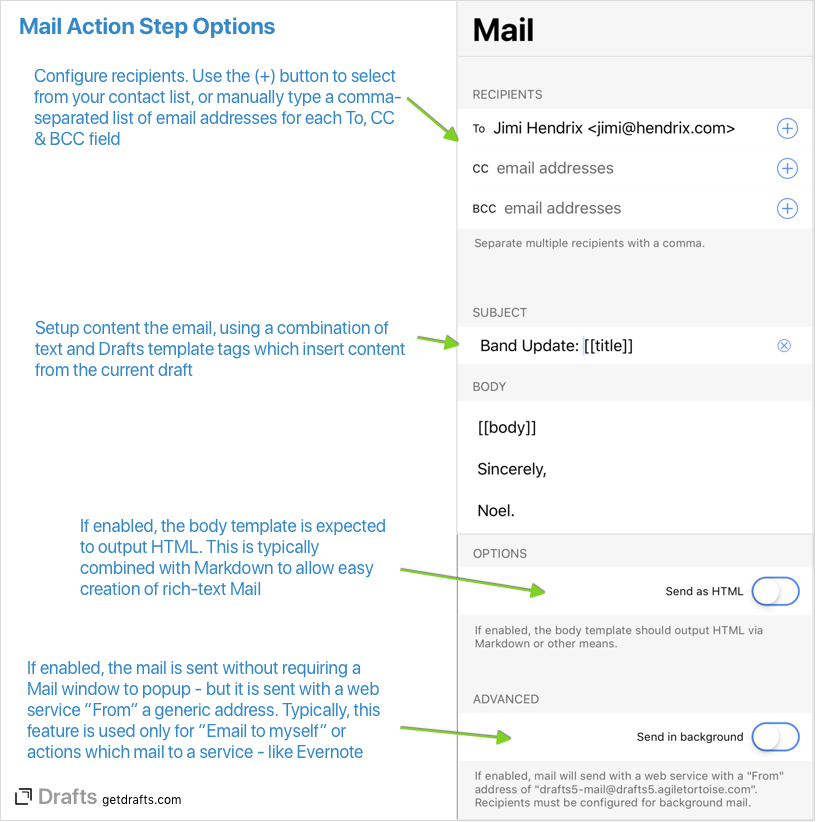 Mail Action Step Options
Configure recipients. Use the (+) button to select
from your contact list, or manually type a comma-
separated list of email addresses for each To, CC
& BCC field
Setup content the email, using a combination of
text and Drafts template tags which insert content
from the current draft
If enabled, the body template is expected
to output HTML. This is typically
combined with Markdown to allow easy
creation of rich-text Mail
If enabled, the mail is sent without requiring a
Mail window to popup - but it is sent with a web
service “From” a generic address. Typically, this
feature is used only for “Email to myself” or
actions which mail to a service - like Evernote
Drafts getdrafts.com
Mail
RECIPIENTS
To Jimi Hendrix <jimi@hendrix.com>
CC email addresses
BCC email addresses
Separate multiple recipients with a comma.
SUBJECT
Band Update: [[title]]
BODY
[[body]]
Sincerely,
Noel.
OPTIONS
Send as HTML
If enabled, the body template should output HTML via
Markdown or other means.
ADVANCED
Send in background
If enabled, mail will send with a web service with a "From"
address of "drafts5-mail@drafts5.agiletortoise.com".
Recipients must be configured for background mail.